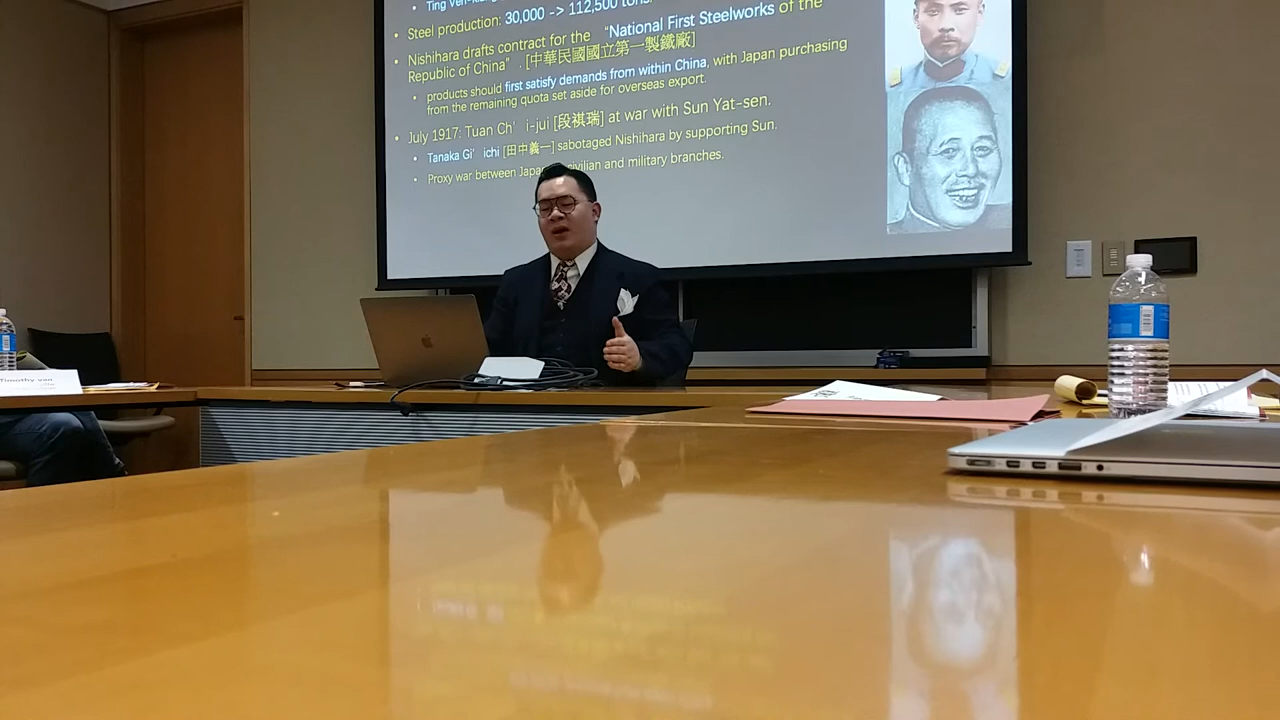 Steel production: 30,000 -> 112,500 tons.
Nishihara drafts contract for the “National First Steelworks of the
Republic of China”. [中華民國國立第一製鐵廠]
products should first satisfy demands from within China, with Japan purchasing
from the remaining quota set aside for overseas export.
July 1917: Tuan Ch’i-jui [段祺瑞] at war with Sun Yat-sen.
Tanaka Gi’ichi [田中義一] sabotaged Nishihara by supporting Sun.
Proxy war between civilian and military branches.
Timothy